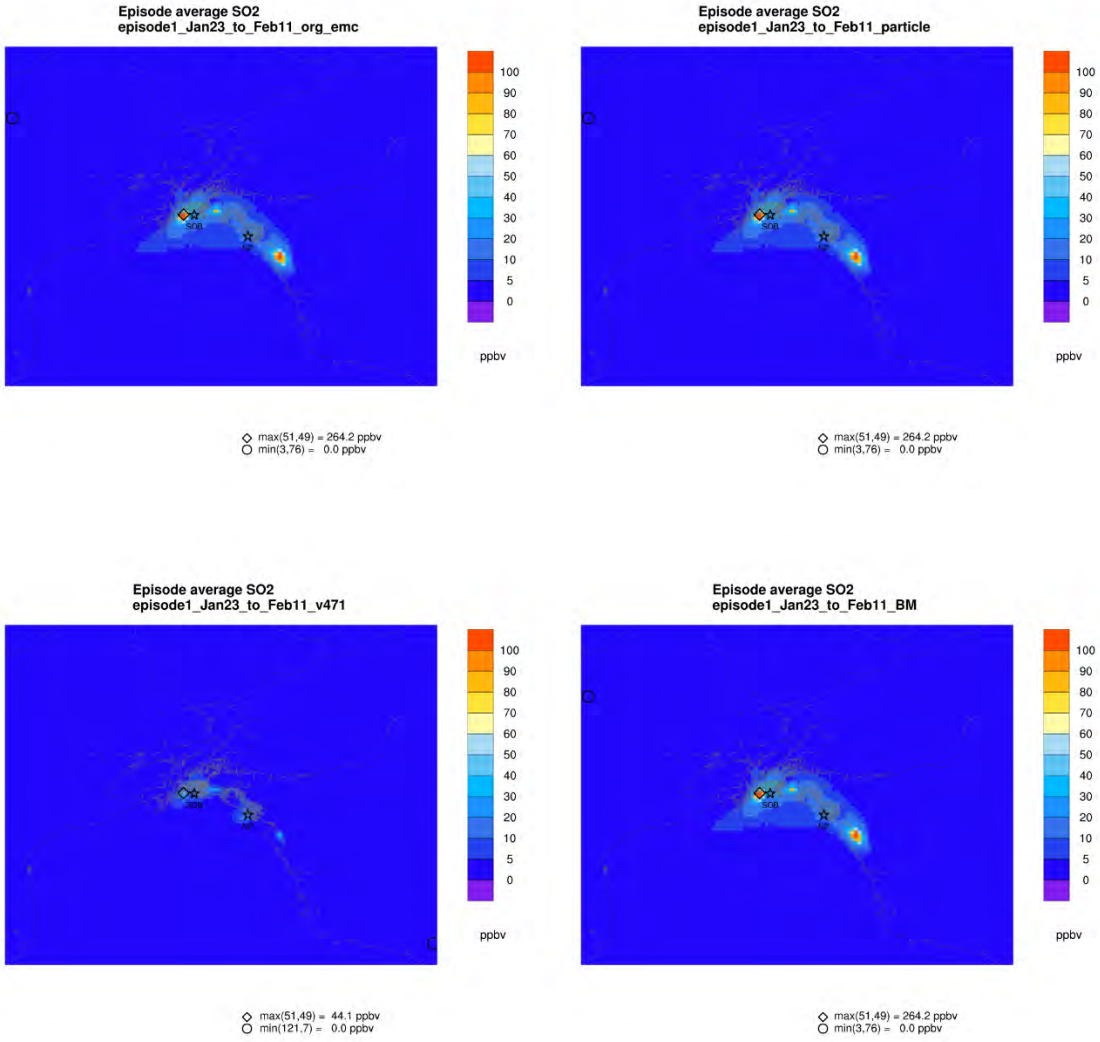 Episode average SO2
episode1_Jan23_to_Feb11_org_emc
100
90
80
70
60
50
40
30
20
10
5
0
ppbv
SOB
max(51,49) = 264.2 ppbv
min(3,76) = 0.0 ppbv
Episode average SO2
episode1_Jan23_to_Feb11_particle
100
90
80
70
60
50
40
30
20
10
5
0
ppbv
SOB
max(51,49) = 264.2 ppbv
min(3,76) = 0.0 ppbv
Episode average SO2
episode1_Jan23_to_Feb11_v471
100
90
80
70
60
50
40
30
20
10
5
0
ppbv
SOB
max(51,49) = 44.1 ppbv
min(121,7) = 0.0 ppbv
Episode average SO2
episode1_Jan23_to_Feb11_BM
100
90
80
70
60
50
40
30
20
10
5
0
ppbv
SOB
max(51,49) = 264.2 ppbv
min(3,76) = 0.0 ppbv